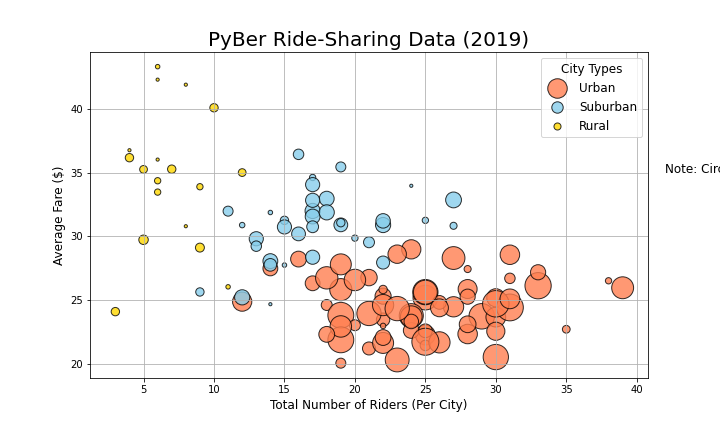 PyBer Ride-Sharing Data (2019)
City Types
Urban
Suburban
Rural
40
35
30
25
20
Average Fare ($)
5 10 15 20 25 30 35 40
Total Number of Riders (Per City)
Note: